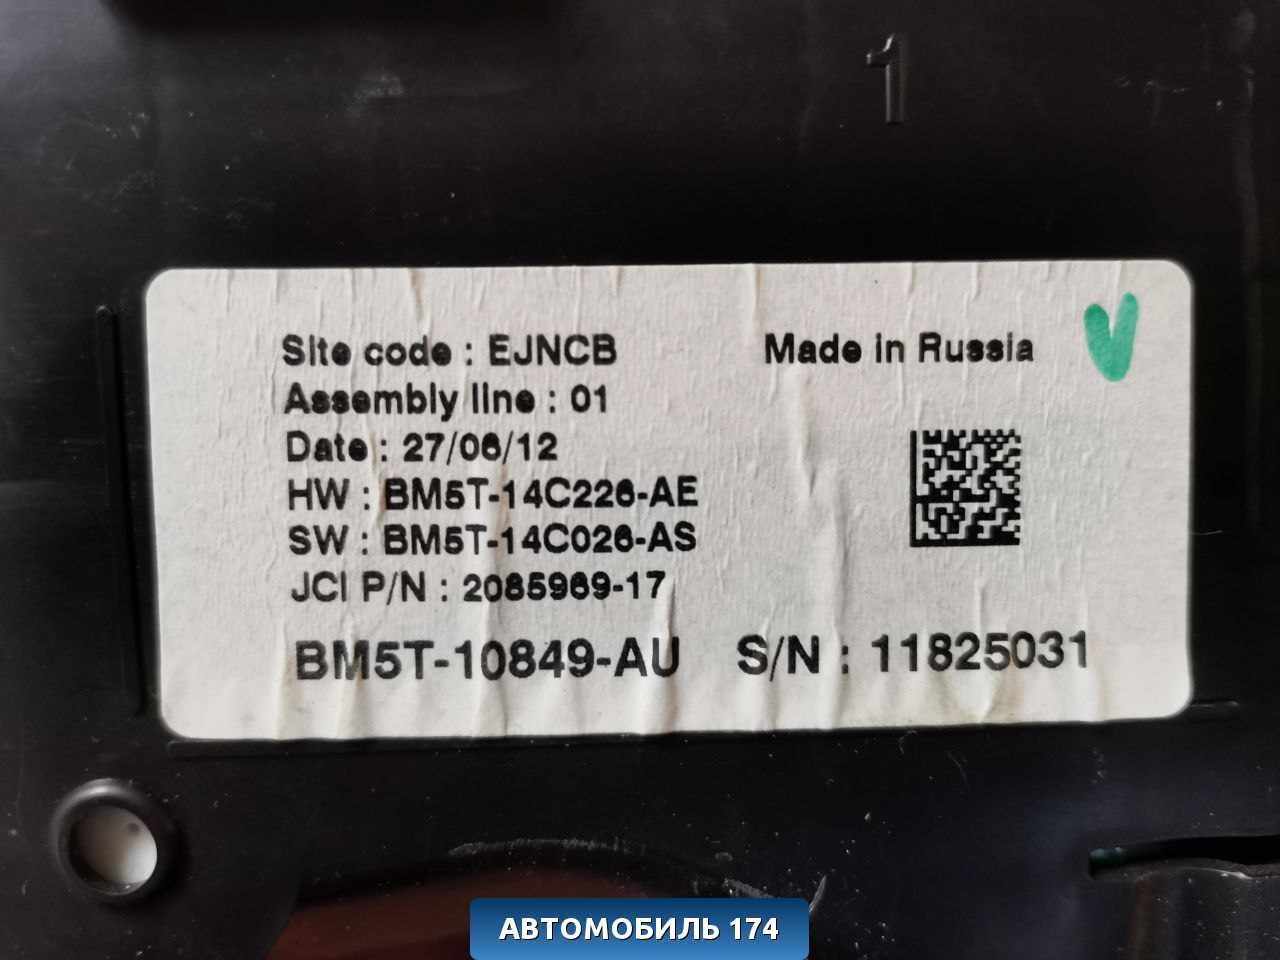 1
Site code : EJNCB
Made in Russia
Assembly line : 01
Date : 27/06/12
HW : BM5T-14C226-AE
SW : BM5T-14C026-AS
JCI P/N : 2085969-17
BM5T-10849-AU S/N : 11825031
АВТОМОБИЛЬ 174